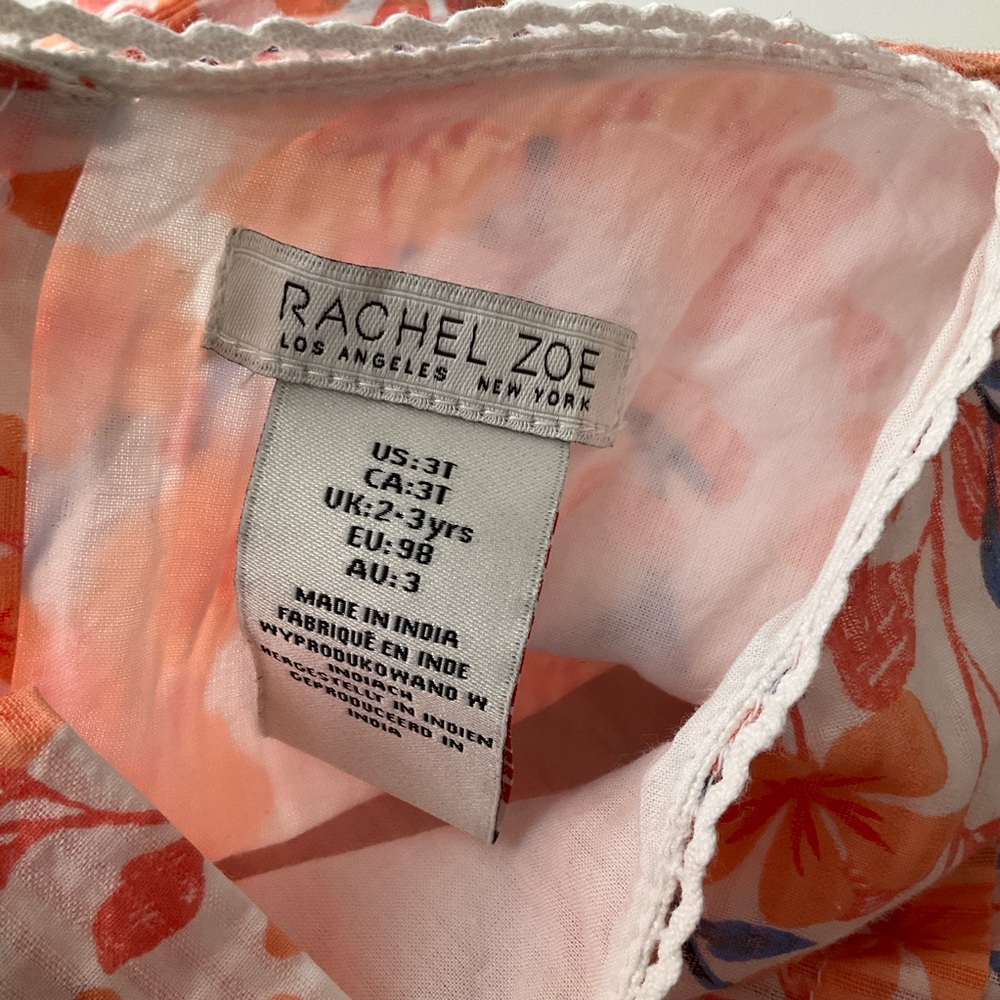 RACHEL ZOE
LOS ANGELES NEW YORK
US:3T
CA:3T
UK:2-3yrs
EU:98
AU:3
MADE IN INDIA
FABRIQUÉ EN INDE
WYPRODUKOWANO W
INDIACH
HERGESTELLT IN INDIEN
GEPRODUCEERD IN
INDIA